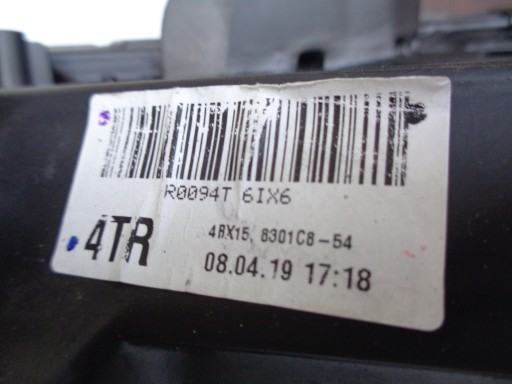 R0094T 6IX6
4TR
4RX15, 8301C8-54
08.04.19 17:18